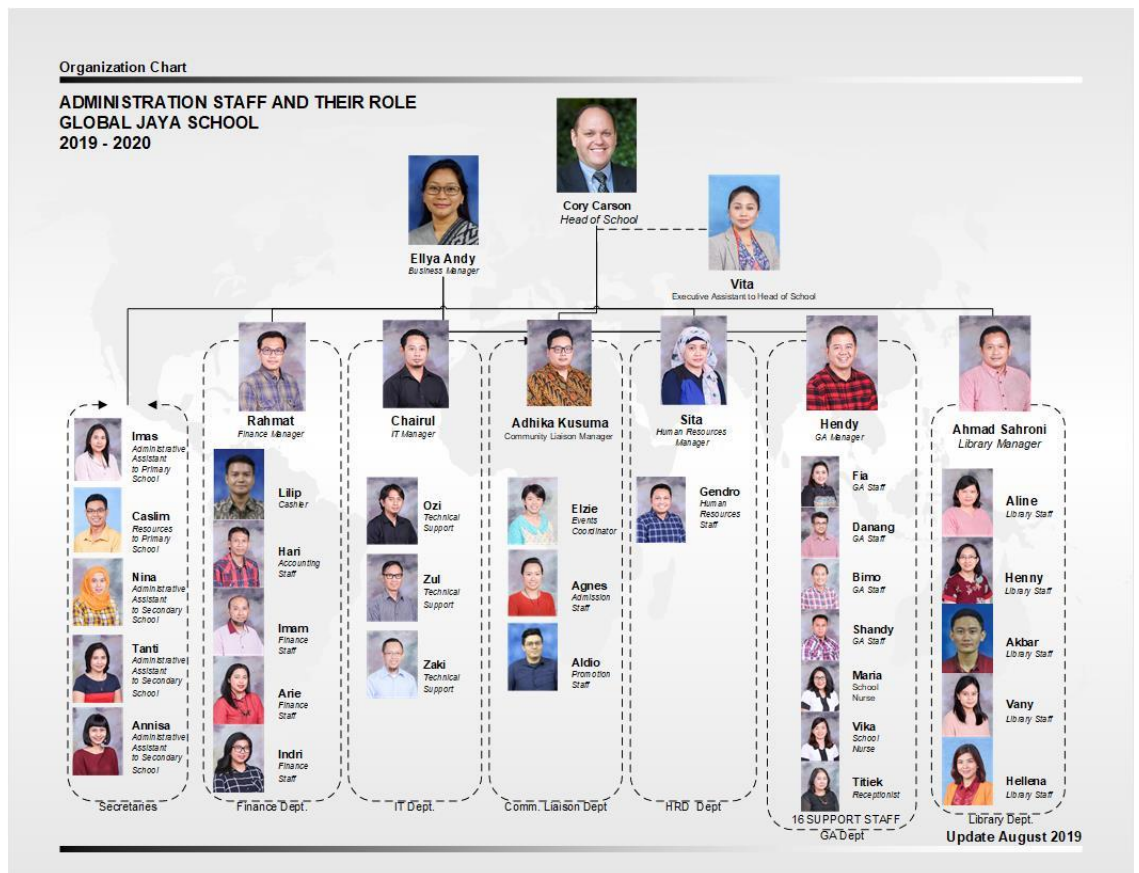 Organization Chart
ADMINISTRATION STAFF AND THEIR ROLE
GLOBAL JAYA SCHOOL
2019 - 2020
Cory Carson
Head of School
Ellya Andy
Business Manager
Vita
Executive Assistant to Head of School
Rahmat
Finance Manager
Chairul
IT Manager
Adhika Kusuma
Community Liaison Manager
Sita
Human Resources
Manager
Hendy
GA Manager
Ahmad Sahroni
Library Manager
Imas
Administrative
Assistant
to Primary
School
Caslim
Resources
to Primary
School
Nina
Administrative
Assistant
to Secondary
School
Tanti
Administrative
Assistant
to Secondary
School
Annisa
Administrative
Assistant
to Secondary
School
Secretaries
Lilip
Cashier
Hari
Accounting
Staff
Imam
Finance
Staff
Arie
Finance
Staff
Indri
Finance
Staff
Finance Dept.
Ozi
Technical
Support
Zul
Technical
Support
Zaki
Technical
Support
IT Dept.
Elzie
Events
Coordinator
Agnes
Admission
Staff
Aldio
Promotion
Staff
Comm. Liaison Dept
Gendro
Human
Resources
Staff
HRD Dept
Fia
GA Staff
Danang
GA Staff
Bimo
GA Staff
Shandy
GA Staff
Maria
School
Nurse
Vika
School
Nurse
Titiek
Receptionist
16 SUPPORT STAFF
GA Dept
Aline
Library Staff
Henny
Library Staff
Akbar
Library Staff
Vany
Library Staff
Hellena
Library Staff
Library Dept.
Update August 2019